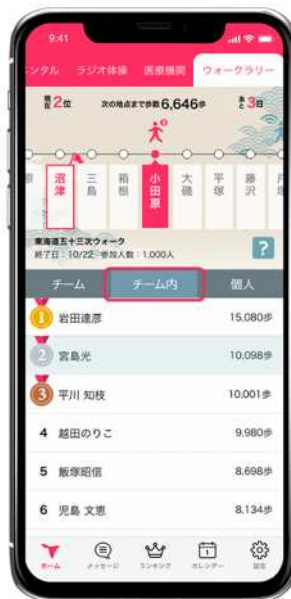 9:41
ンタル ラジオ体操 医療機関 ウォークラリー
現在2位 次の地点まで歩数6,646歩 あと3日
原 沼津 三島 箱根 小田原 大磯 平塚 藤沢 戸塚
東海道五十三次ウォーク
終了日：10/22 参加人数：1,000人
?
チーム チーム内 個人
1 岩田達彦 15,080歩
2 宮島光 10,098歩
3 平川 知枝 10,001歩
4 越田のりこ 9,980歩
5 飯塚昭信 8,698歩
6 児島 文恵 8,134歩
ホーム メッセージ ランキング カレンダー 設定